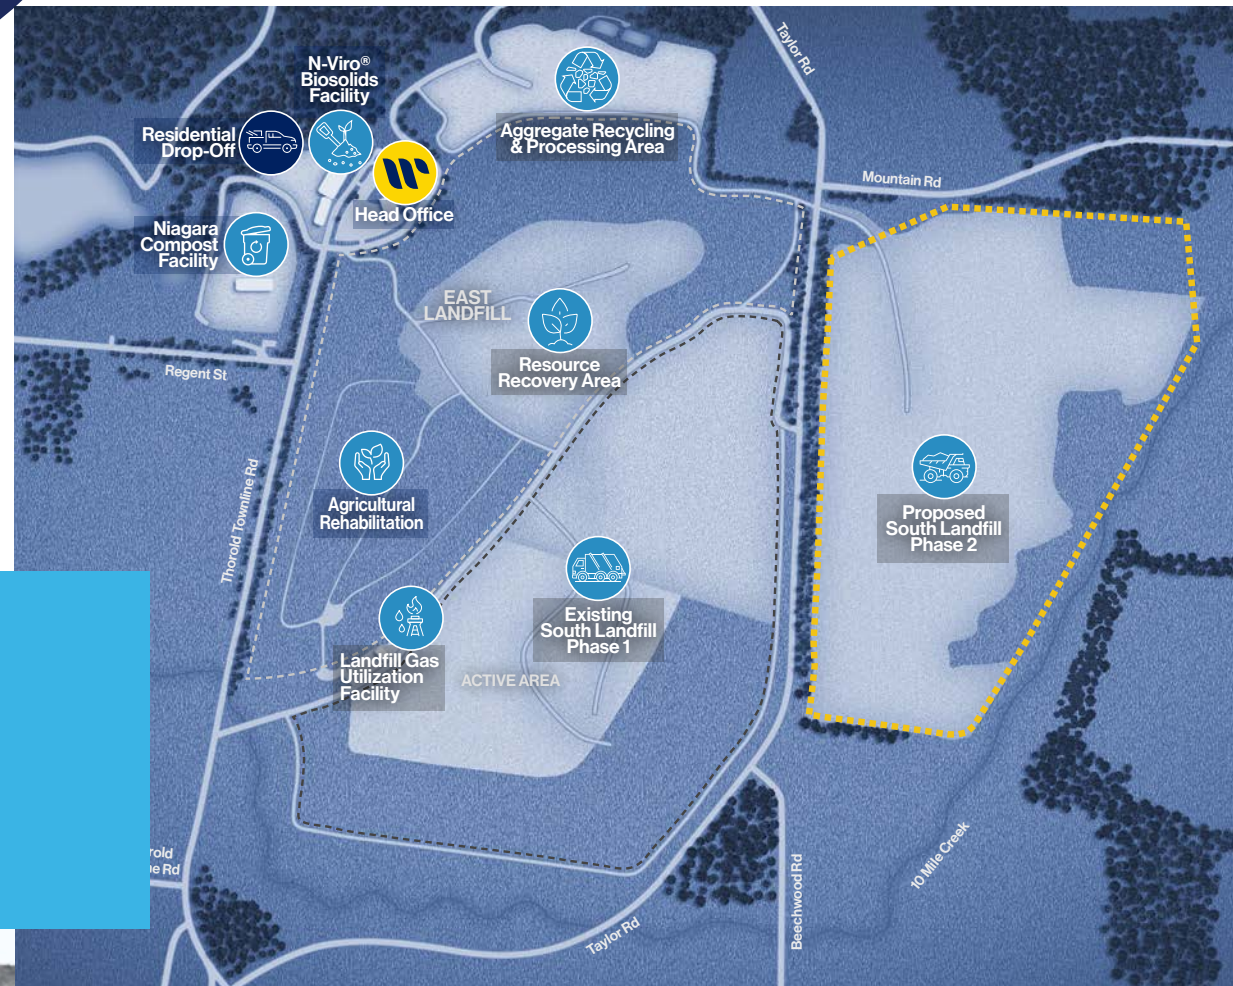 Taylor Rd
N-Viro®
Biosolids
Facility
Residential
Drop-Off
Aggregate Recycling
& Processing Area
Mountain Rd
Head Office
Niagara
Compost
Facility
EAST
LANDFILL
Resource
Recovery Area
Regent St
Thorold Townline Rd
Agricultural
Rehabilitation
Proposed
South Landfill
Phase 2
Existing
South Landfill
Phase 1
Landfill Gas
Utilization
Facility
ACTIVE AREA
10 Mile Creek
Beechwood Rd
Taylor Rd
Rd